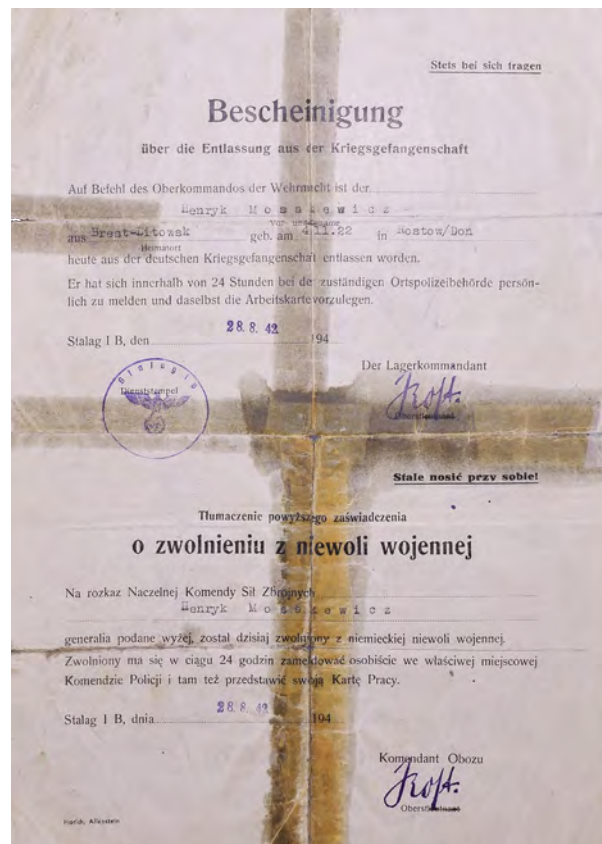 Stets bei sich tragen
Bescheinigung
über die Entlassung aus der Kriegsgefangenschaft
Auf Befehl des Oberkommandos der Wehrmacht ist der
Henryk
Vor- und
aus Brest-Litowsk geb. am 4.11.22 in Rostow/Don
Heimatort
heute aus der deutschen Kriegsgefangenschaft entlassen worden.
Er hat sich innerhalb von 24 Stunden bei der zuständigen Ortspolizeibehörde persön-
lich zu melden und daselbst die Arbeitskarte vorzulegen.
Stalag I B, den 28. 8. 42 194
Der Lagerkommandant
Dienststempel
Stale nosić przy sobie!
Tłumaczenie powyższego zaświadczenia
o zwolnieniu z niewoli wojennej
Na rozkaz Naczelnej Komendy Sił Zbrojnych
Henryk
generalia podane wyżej, został dzisiaj zwolniony z niemieckiej niewoli wojennej.
Zwolniony ma się w ciągu 24 godzin zameldować osobiście we właściwej miejscowej
Komendzie Policji i tam też przedstawić swoją Kartę Pracy.
Stalag I B, dnia 28. 8. 42 194
Komendant Obozu
Allenstein